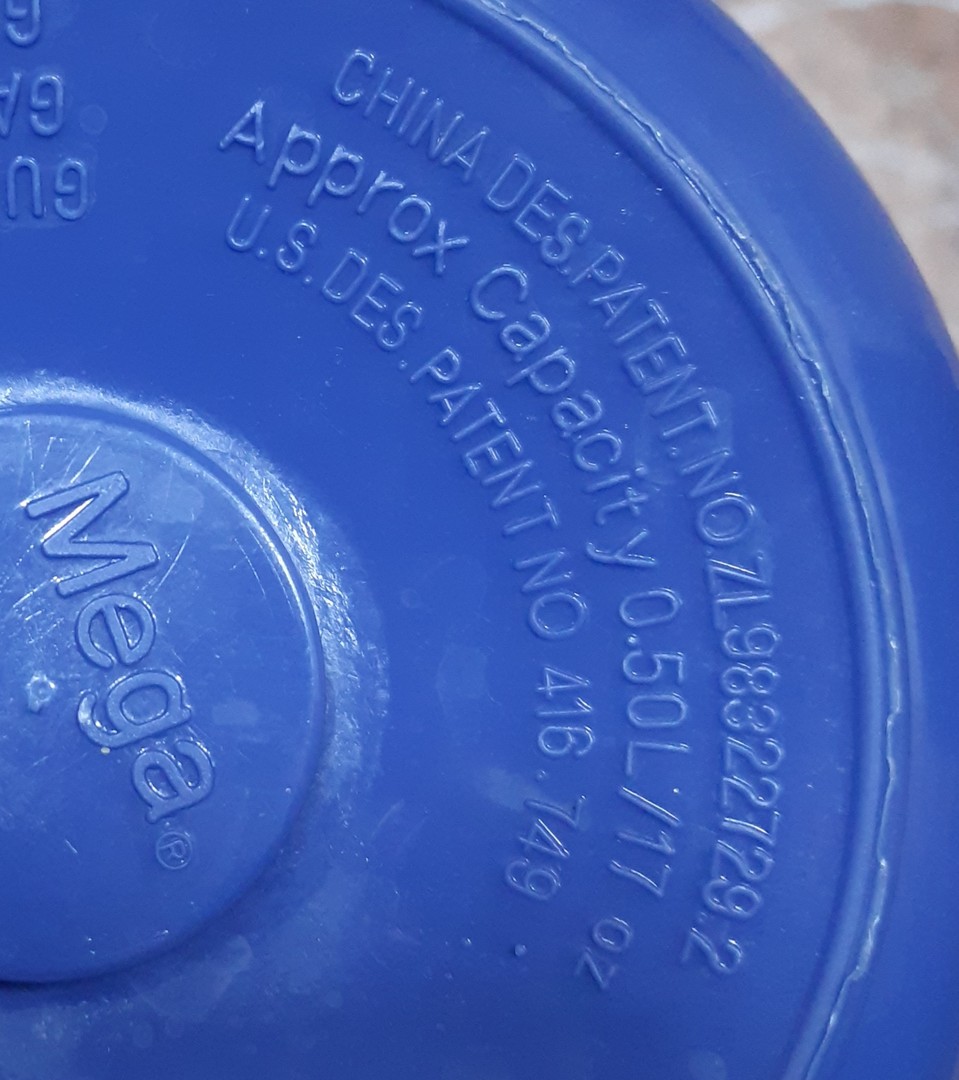 CHINA DES.PATENT.NO.ZL98322729.2
Approx Capacity 0.50L /17 oz
U.S. DES. PATENT NO 416.749
Mega®